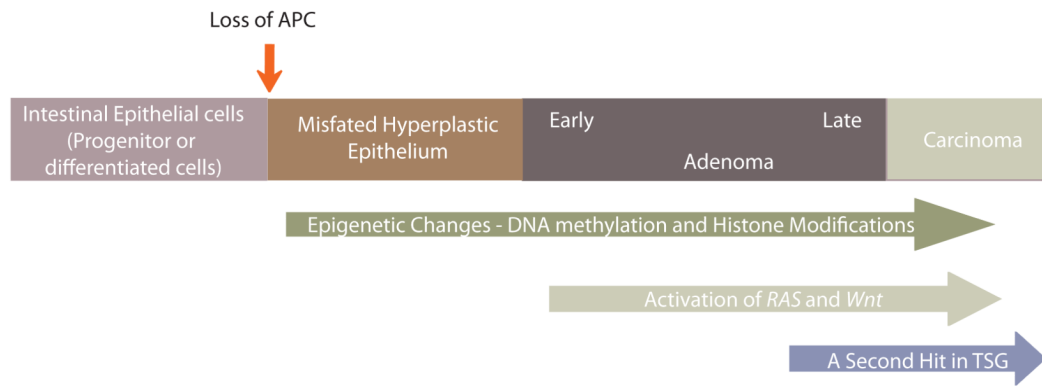 Loss of APC
Intestinal Epithelial cells
(Progenitor or
differentiated cells)
Misfated Hyperplastic
Epithelium
Early
Late
Adenoma
Carcinoma
Epigenetic Changes - DNA methylation and Histone Modifications
Activation of RAS and Wnt
A Second Hit in TSG